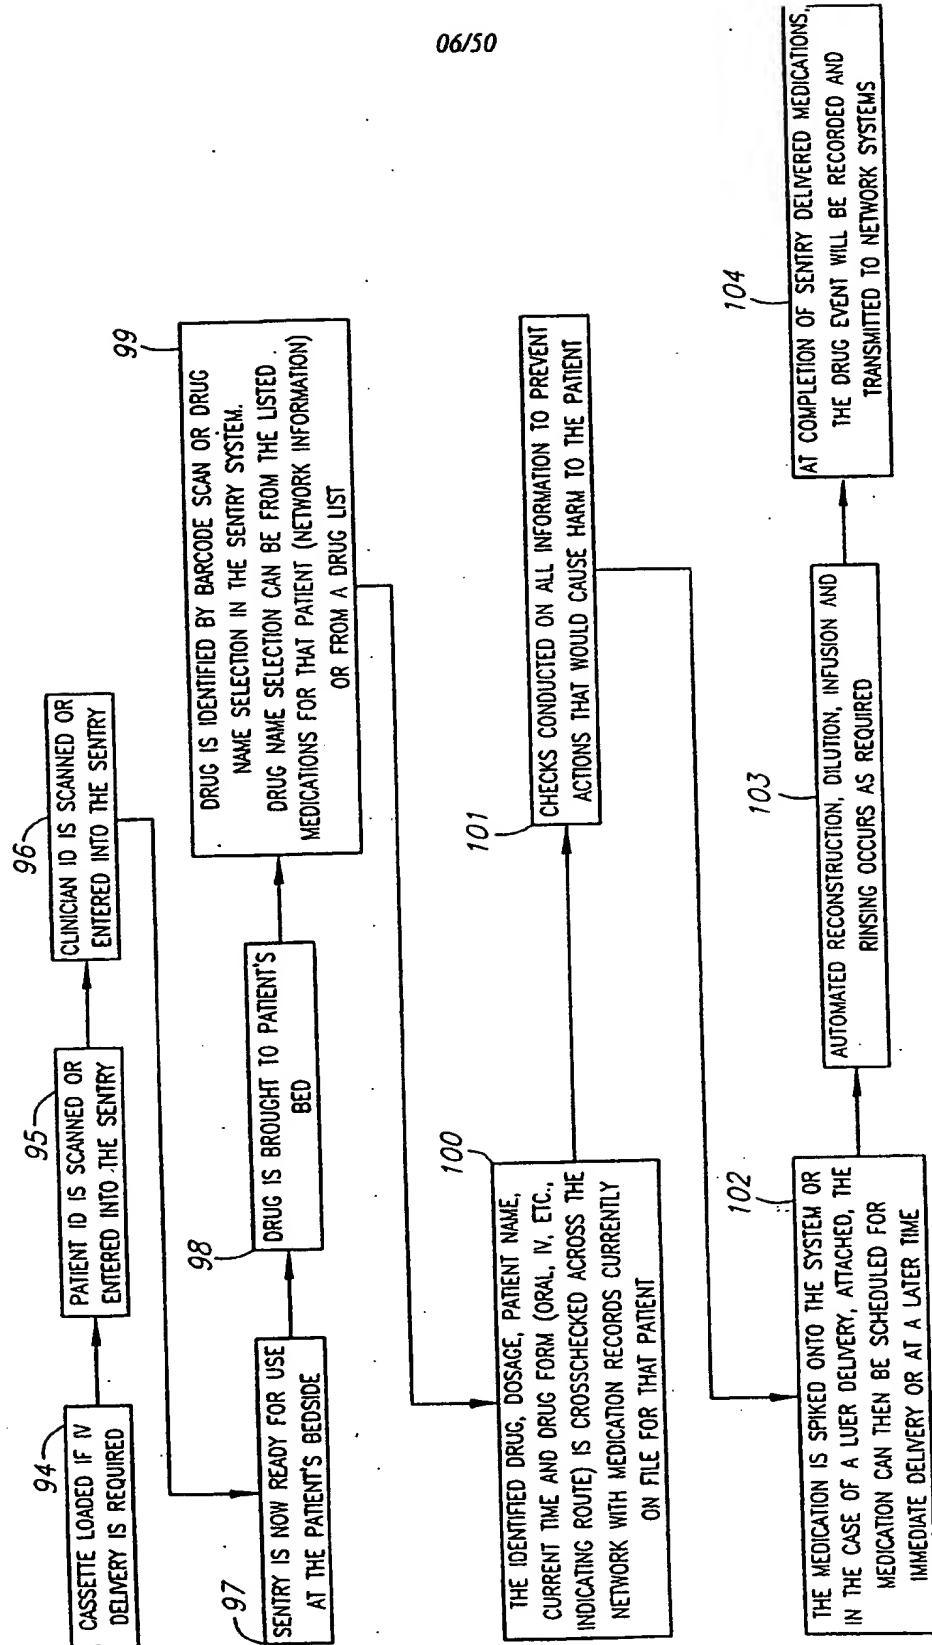 06/50
94
CASSETTE LOADED IF IV
DELIVERY IS REQUIRED
95
PATIENT ID IS SCANNED OR
ENTERED INTO THE SENTRY
96
CLINICIAN ID IS SCANNED OR
ENTERED INTO THE SENTRY
97
SENTRY IS NOW READY FOR USE
AT THE PATIENT'S BEDSIDE
98
DRUG IS BROUGHT TO PATIENT'S
BED
99
DRUG IS IDENTIFIED BY BARCODE SCAN OR DRUG
NAME SELECTION IN THE SENTRY SYSTEM.
DRUG NAME SELECTION CAN BE FROM THE LISTED
MEDICATIONS FOR THAT PATIENT (NETWORK INFORMATION)
OR FROM A DRUG LIST
100
THE IDENTIFIED DRUG, DOSAGE, PATIENT NAME,
CURRENT TIME AND DRUG FORM (ORAL, IV, ETC.,
INDICATING ROUTE) IS CROSSCHECKED ACROSS THE
NETWORK WITH MEDICATION RECORDS CURRENTLY
ON FILE FOR THAT PATIENT
101
CHECKS CONDUCTED ON ALL INFORMATION TO PREVENT
ACTIONS THAT WOULD CAUSE HARM TO THE PATIENT
102
THE MEDICATION IS SPIKED ONTO THE SYSTEM OR
IN THE CASE OF A LUER DELIVERY, ATTACHED, THE
MEDICATION CAN THEN BE SCHEDULED FOR
IMMEDIATE DELIVERY OR AT A LATER TIME
103
AUTOMATED RECONSTRUCTION, DILUTION, INFUSION AND
RINSING OCCURS AS REQUIRED
104
AT COMPLETION OF SENTRY DELIVERED MEDICATIONS,
THE DRUG EVENT WILL BE RECORDED AND
TRANSMITTED TO NETWORK SYSTEMS